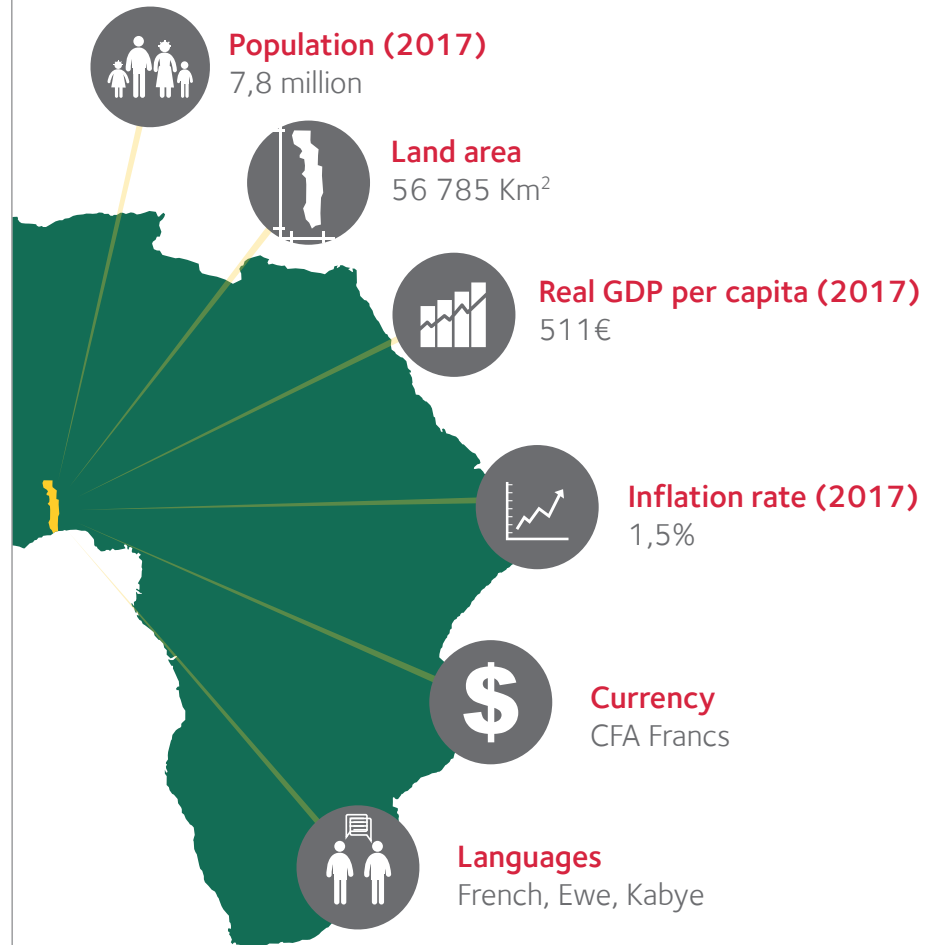 Population (2017)
7,8 million
Land area
56 785 Km²
Real GDP per capita (2017)
511€
Inflation rate (2017)
1,5%
$
Currency
CFA Francs
Languages
French, Ewe, Kabye